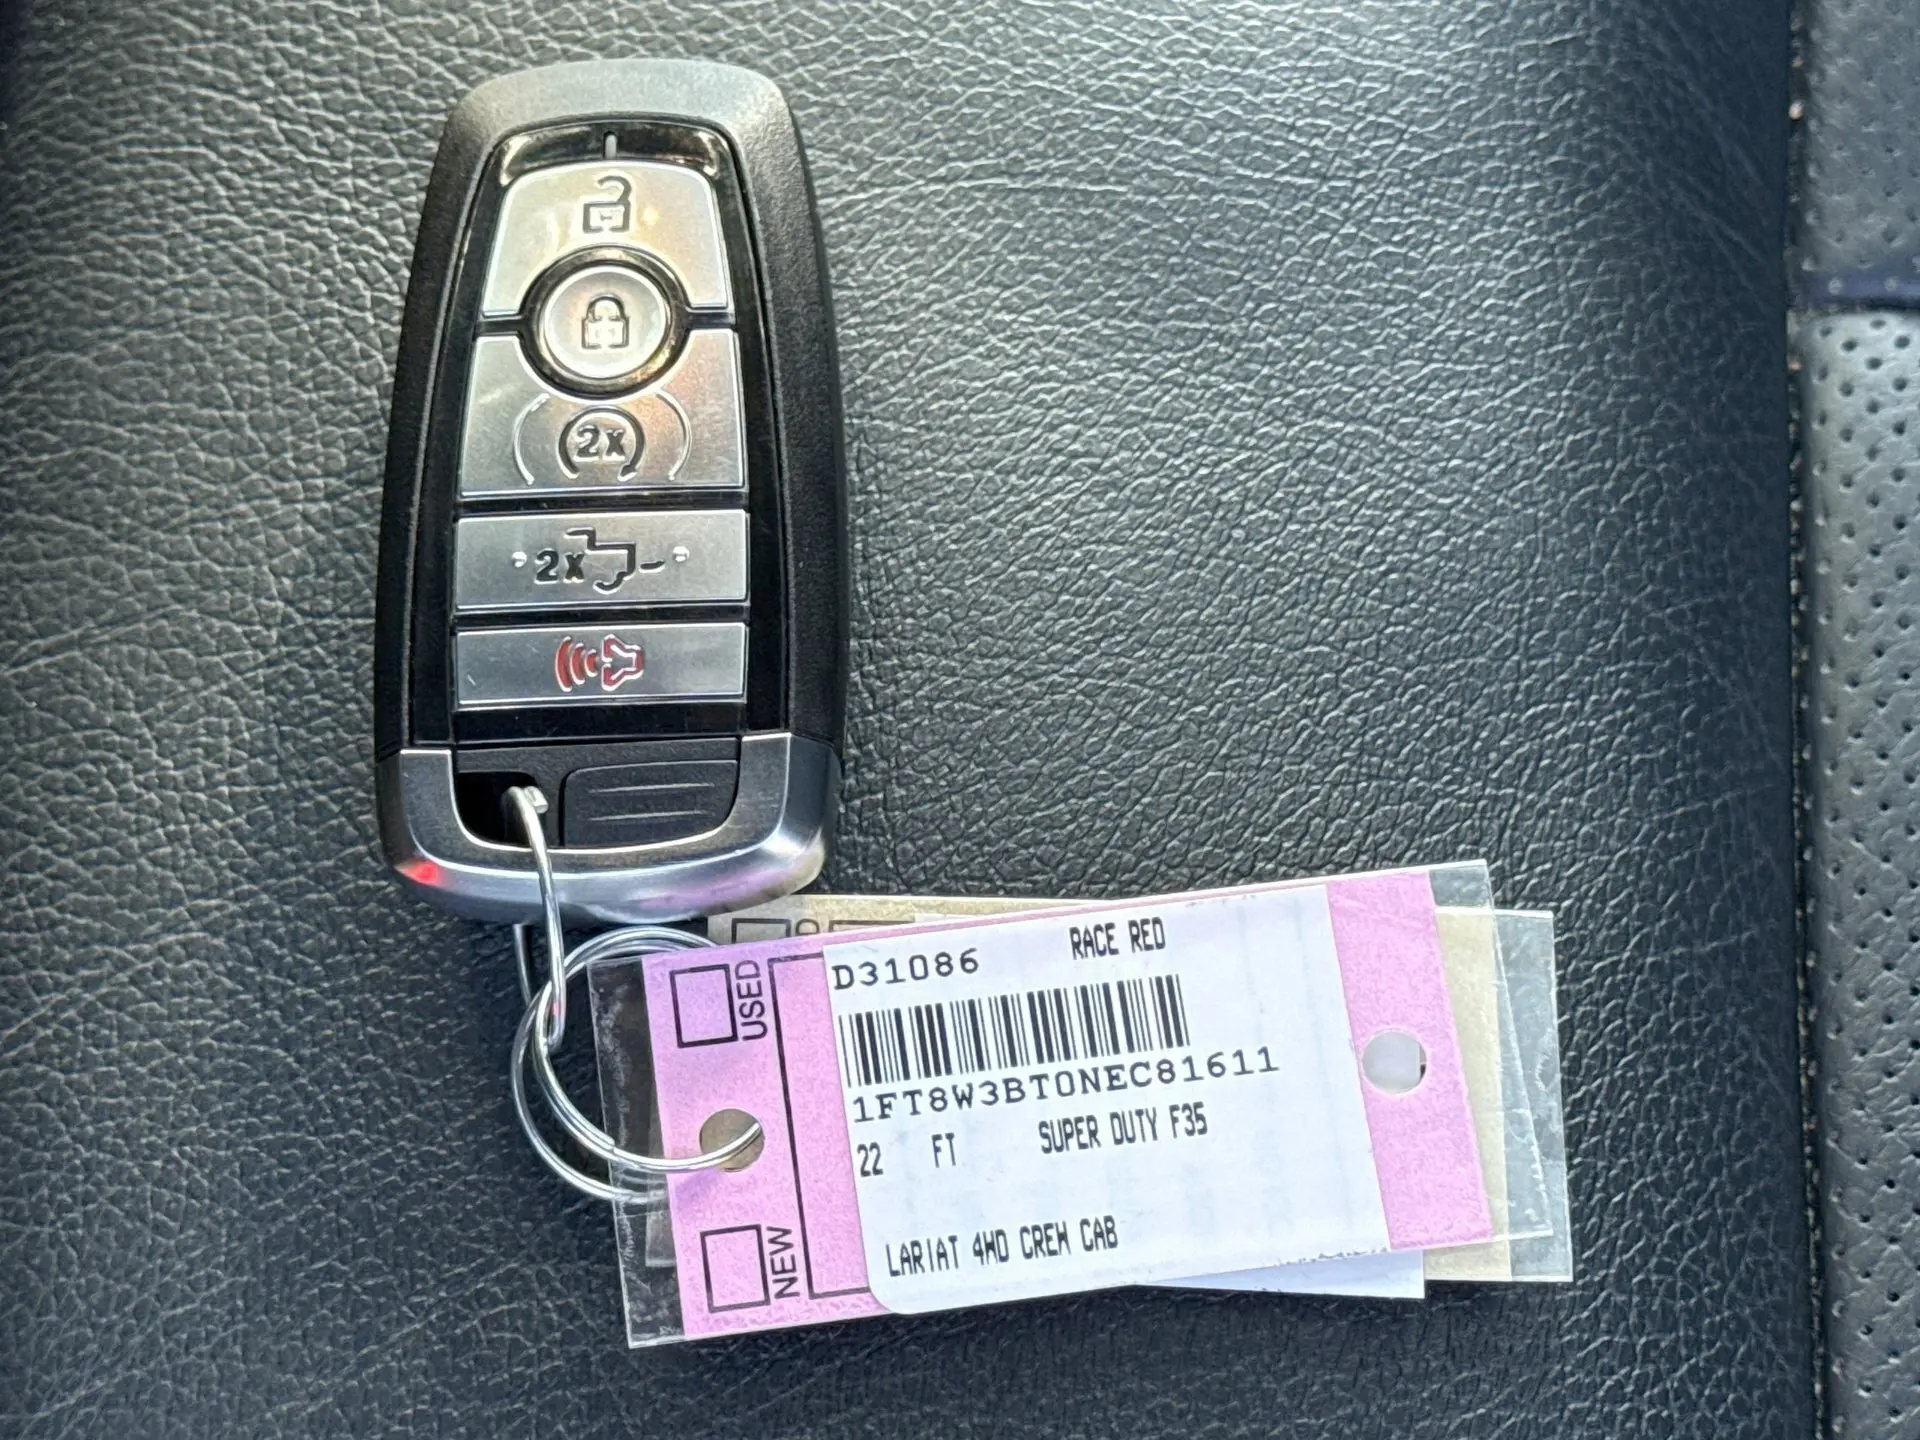 2x
2x
USED
NEW
D31086 RACE RED
1FT8W3BT0NEC81611
22 FT SUPER DUTY F35
LARIAT 4WD CREW CAB